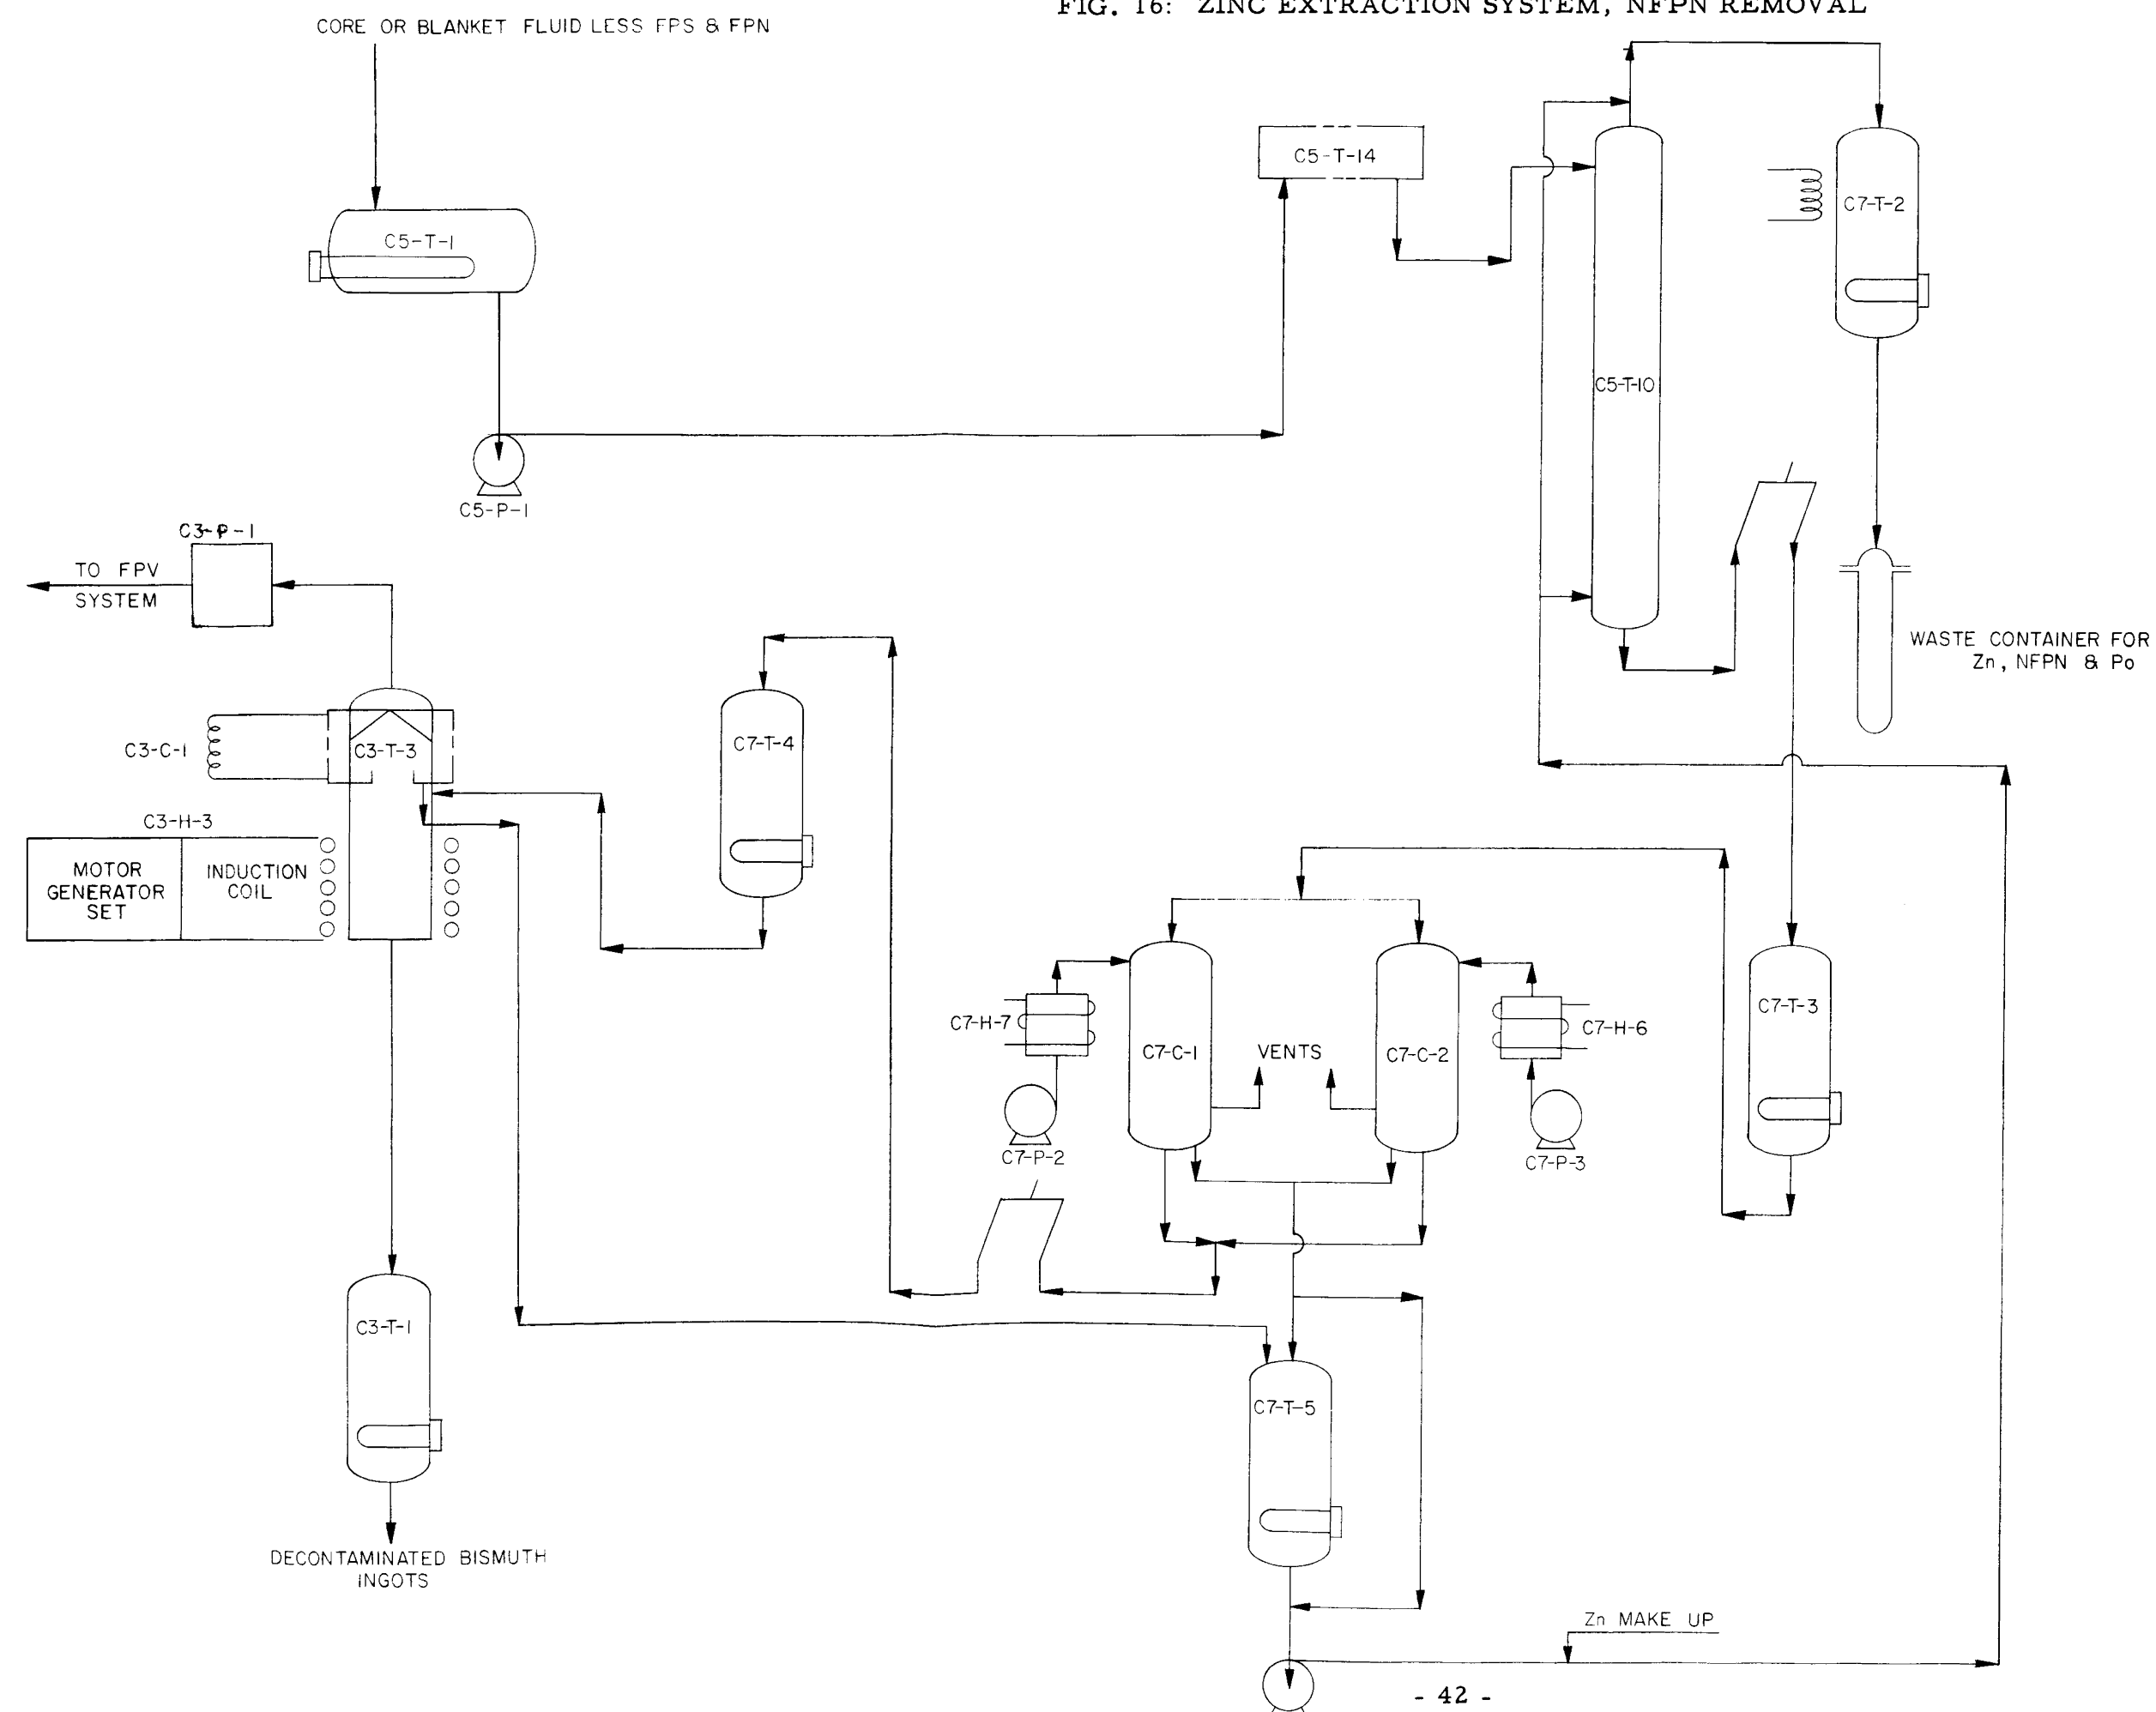 FIG. 16: ZINC EXTRACTION SYSTEM, NFPN REMOVAL
CORE OR BLANKET FLUID LESS FPS & FPN
C5-T-14
C7-T-2
C5-T-1
C5-T-10
C5-P-1
C3-P-1
TO FPV
SYSTEM
WASTE CONTAINER FOR
Zn, NFPN & Po
C3-C-1
C3-T-3
C7-T-4
C3-H-3
MOTOR
GENERATOR
SET
INDUCTION
COIL
C7-H-7
C7-C-1
VENTS
C7-C-2
C7-H-6
C7-T-3
C7-P-2
C7-P-3
C3-T-1
C7-T-5
DECONTAMINATED BISMUTH
INGOTS
Zn MAKE UP
- 42 -